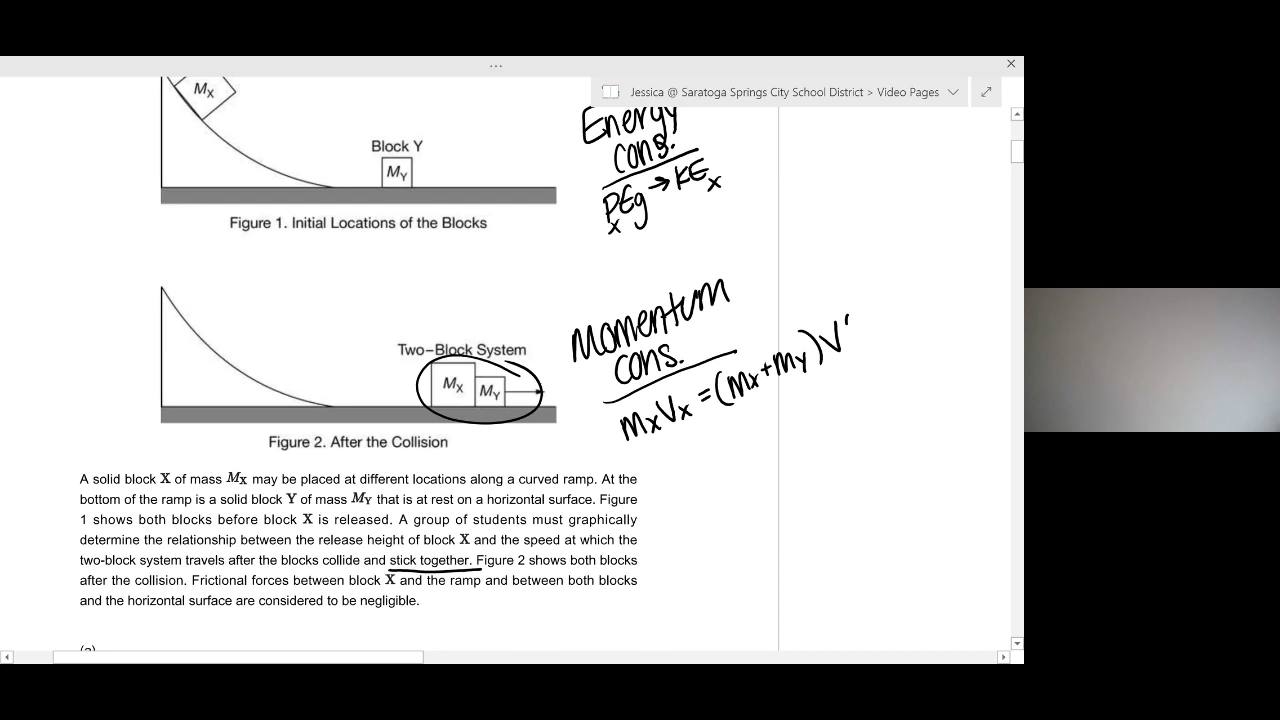 ...
Jessica @ Saratoga Springs City School District > Video Pages
Mx
Block Y
MY
Figure 1. Initial Locations of the Blocks
Energy
cons.
PEg → KEx
x
Two-Block System
MX
MY
Figure 2. After the Collision
Momentum
cons.
mxVx = (mx+my)V'
A solid block X of mass MX may be placed at different locations along a curved ramp. At the
bottom of the ramp is a solid block Y of mass MY that is at rest on a horizontal surface. Figure
1 shows both blocks before block X is released. A group of students must graphically
determine the relationship between the release height of block X and the speed at which the
two-block system travels after the blocks collide and stick together. Figure 2 shows both blocks
after the collision. Frictional forces between block X and the ramp and between both blocks
and the horizontal surface are considered to be negligible.